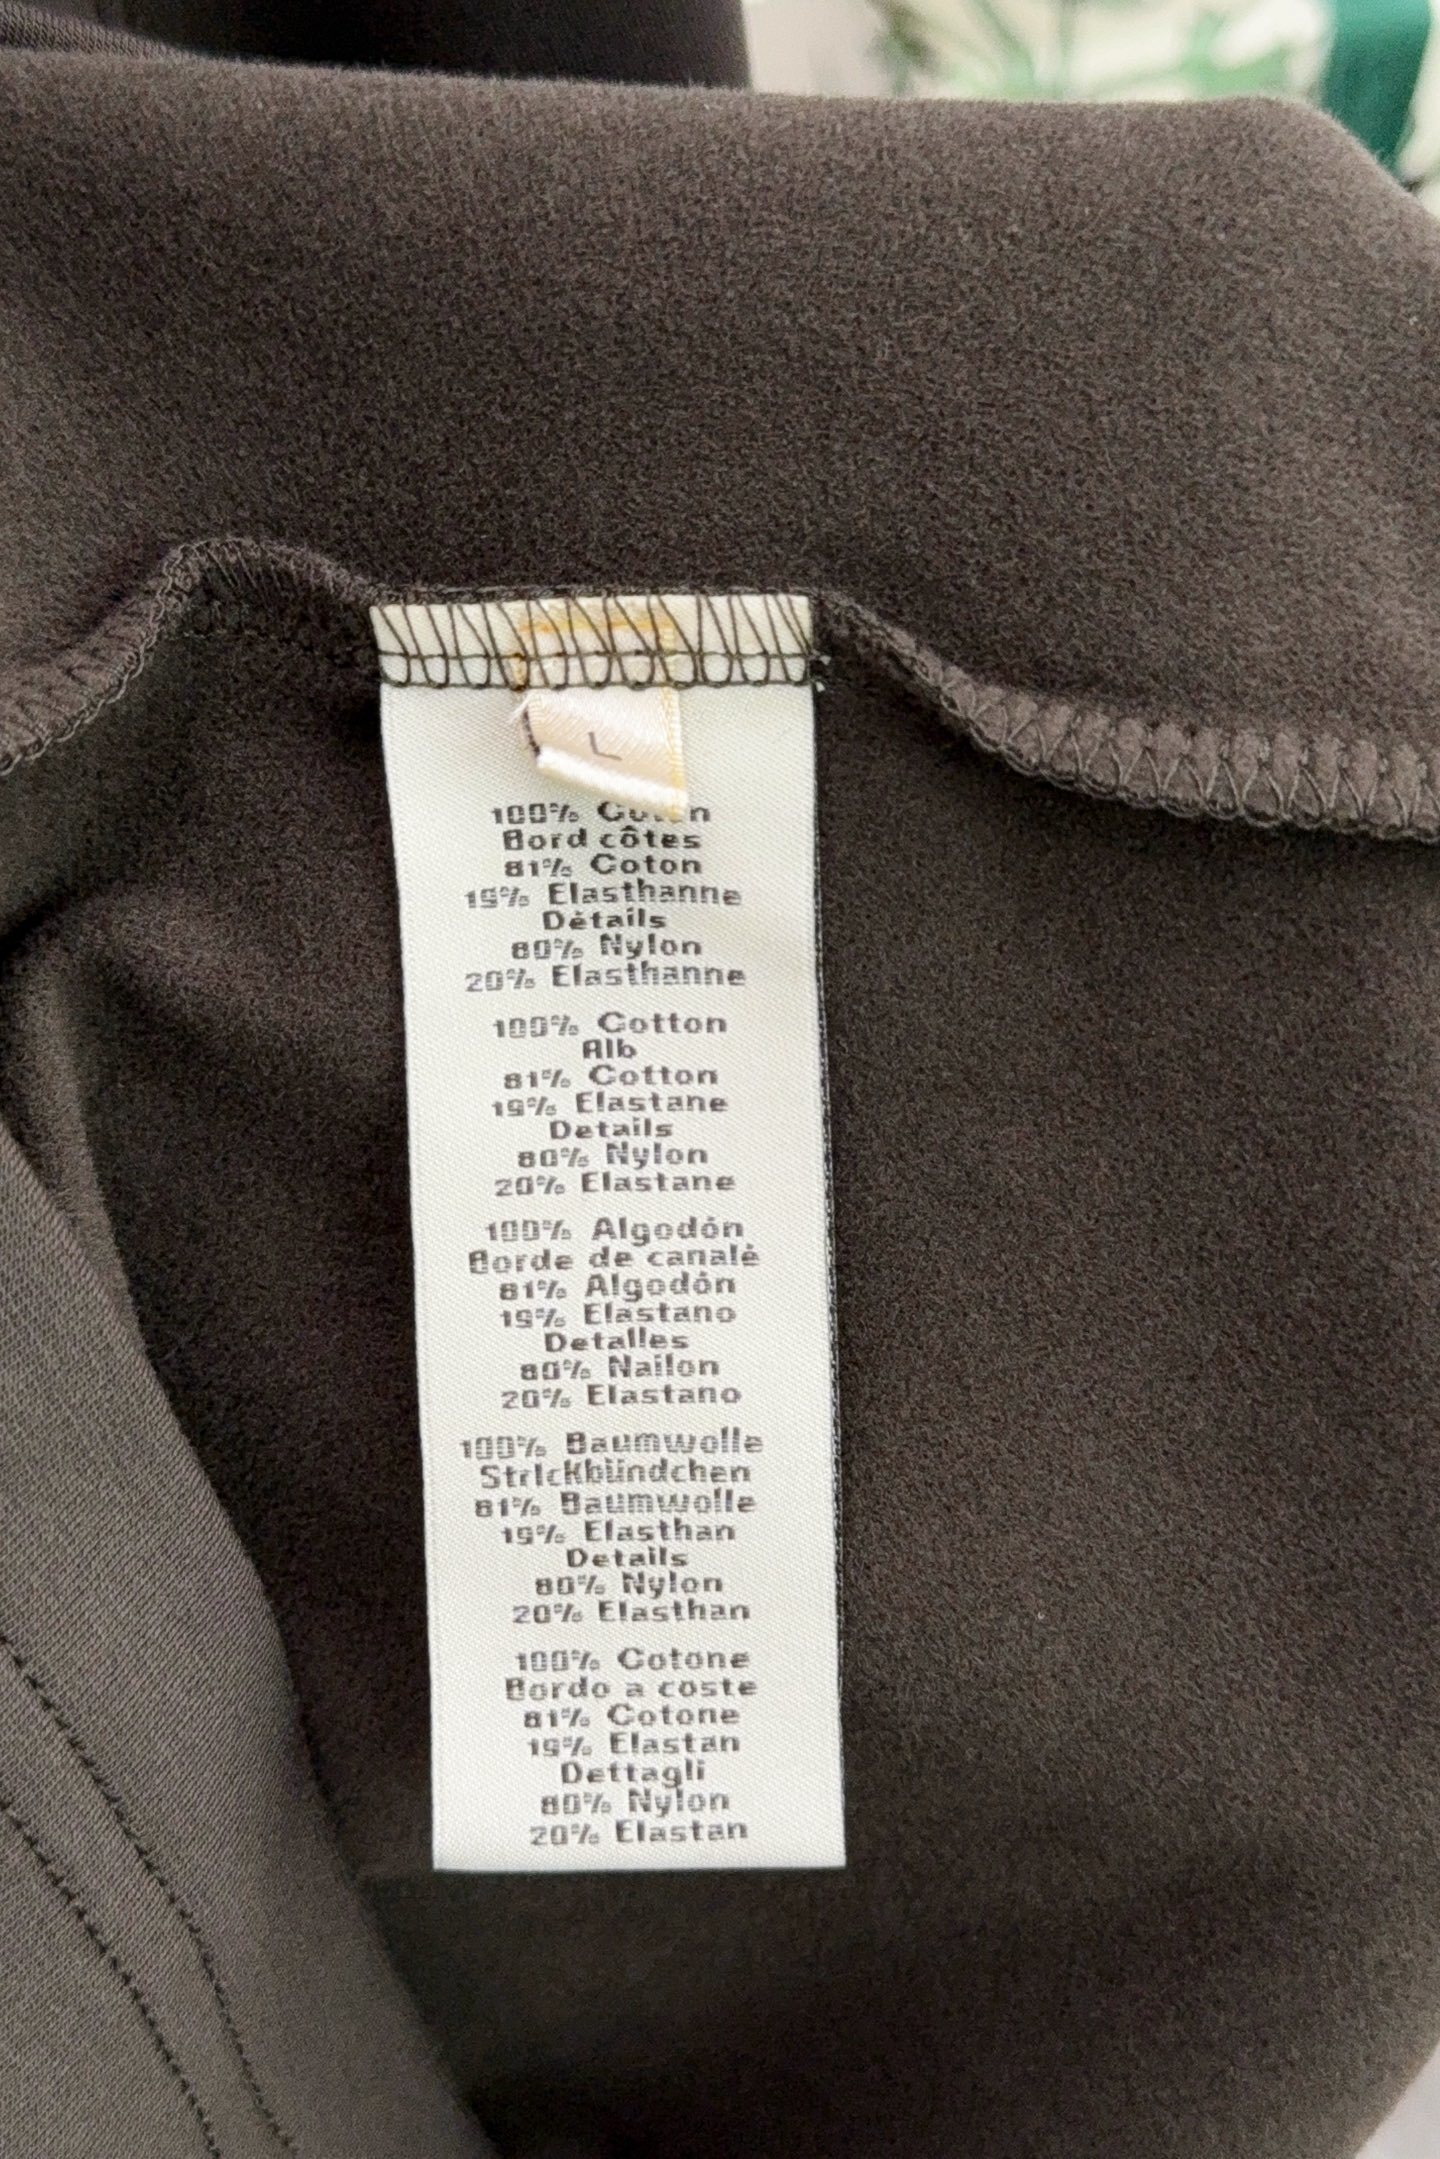 L
100% Coton
Bord côtes
81% Coton
19% Elasthanne
Détails
80% Nylon
20% Elasthanne
100% Cotton
Alb
81% Cotton
19% Elastane
Details
80% Nylon
20% Elastane
100% Algodón
Borde de canalé
81% Algodón
19% Elastano
Detalles
80% Nailon
20% Elastano
100% Baumwolle
Strickbündchen
81% Baumwolle
19% Elasthan
Details
80% Nylon
20% Elasthan
100% Cotone
Bordo a coste
81% Cotone
19% Elastan
Dettagli
80% Nylon
20% Elastan